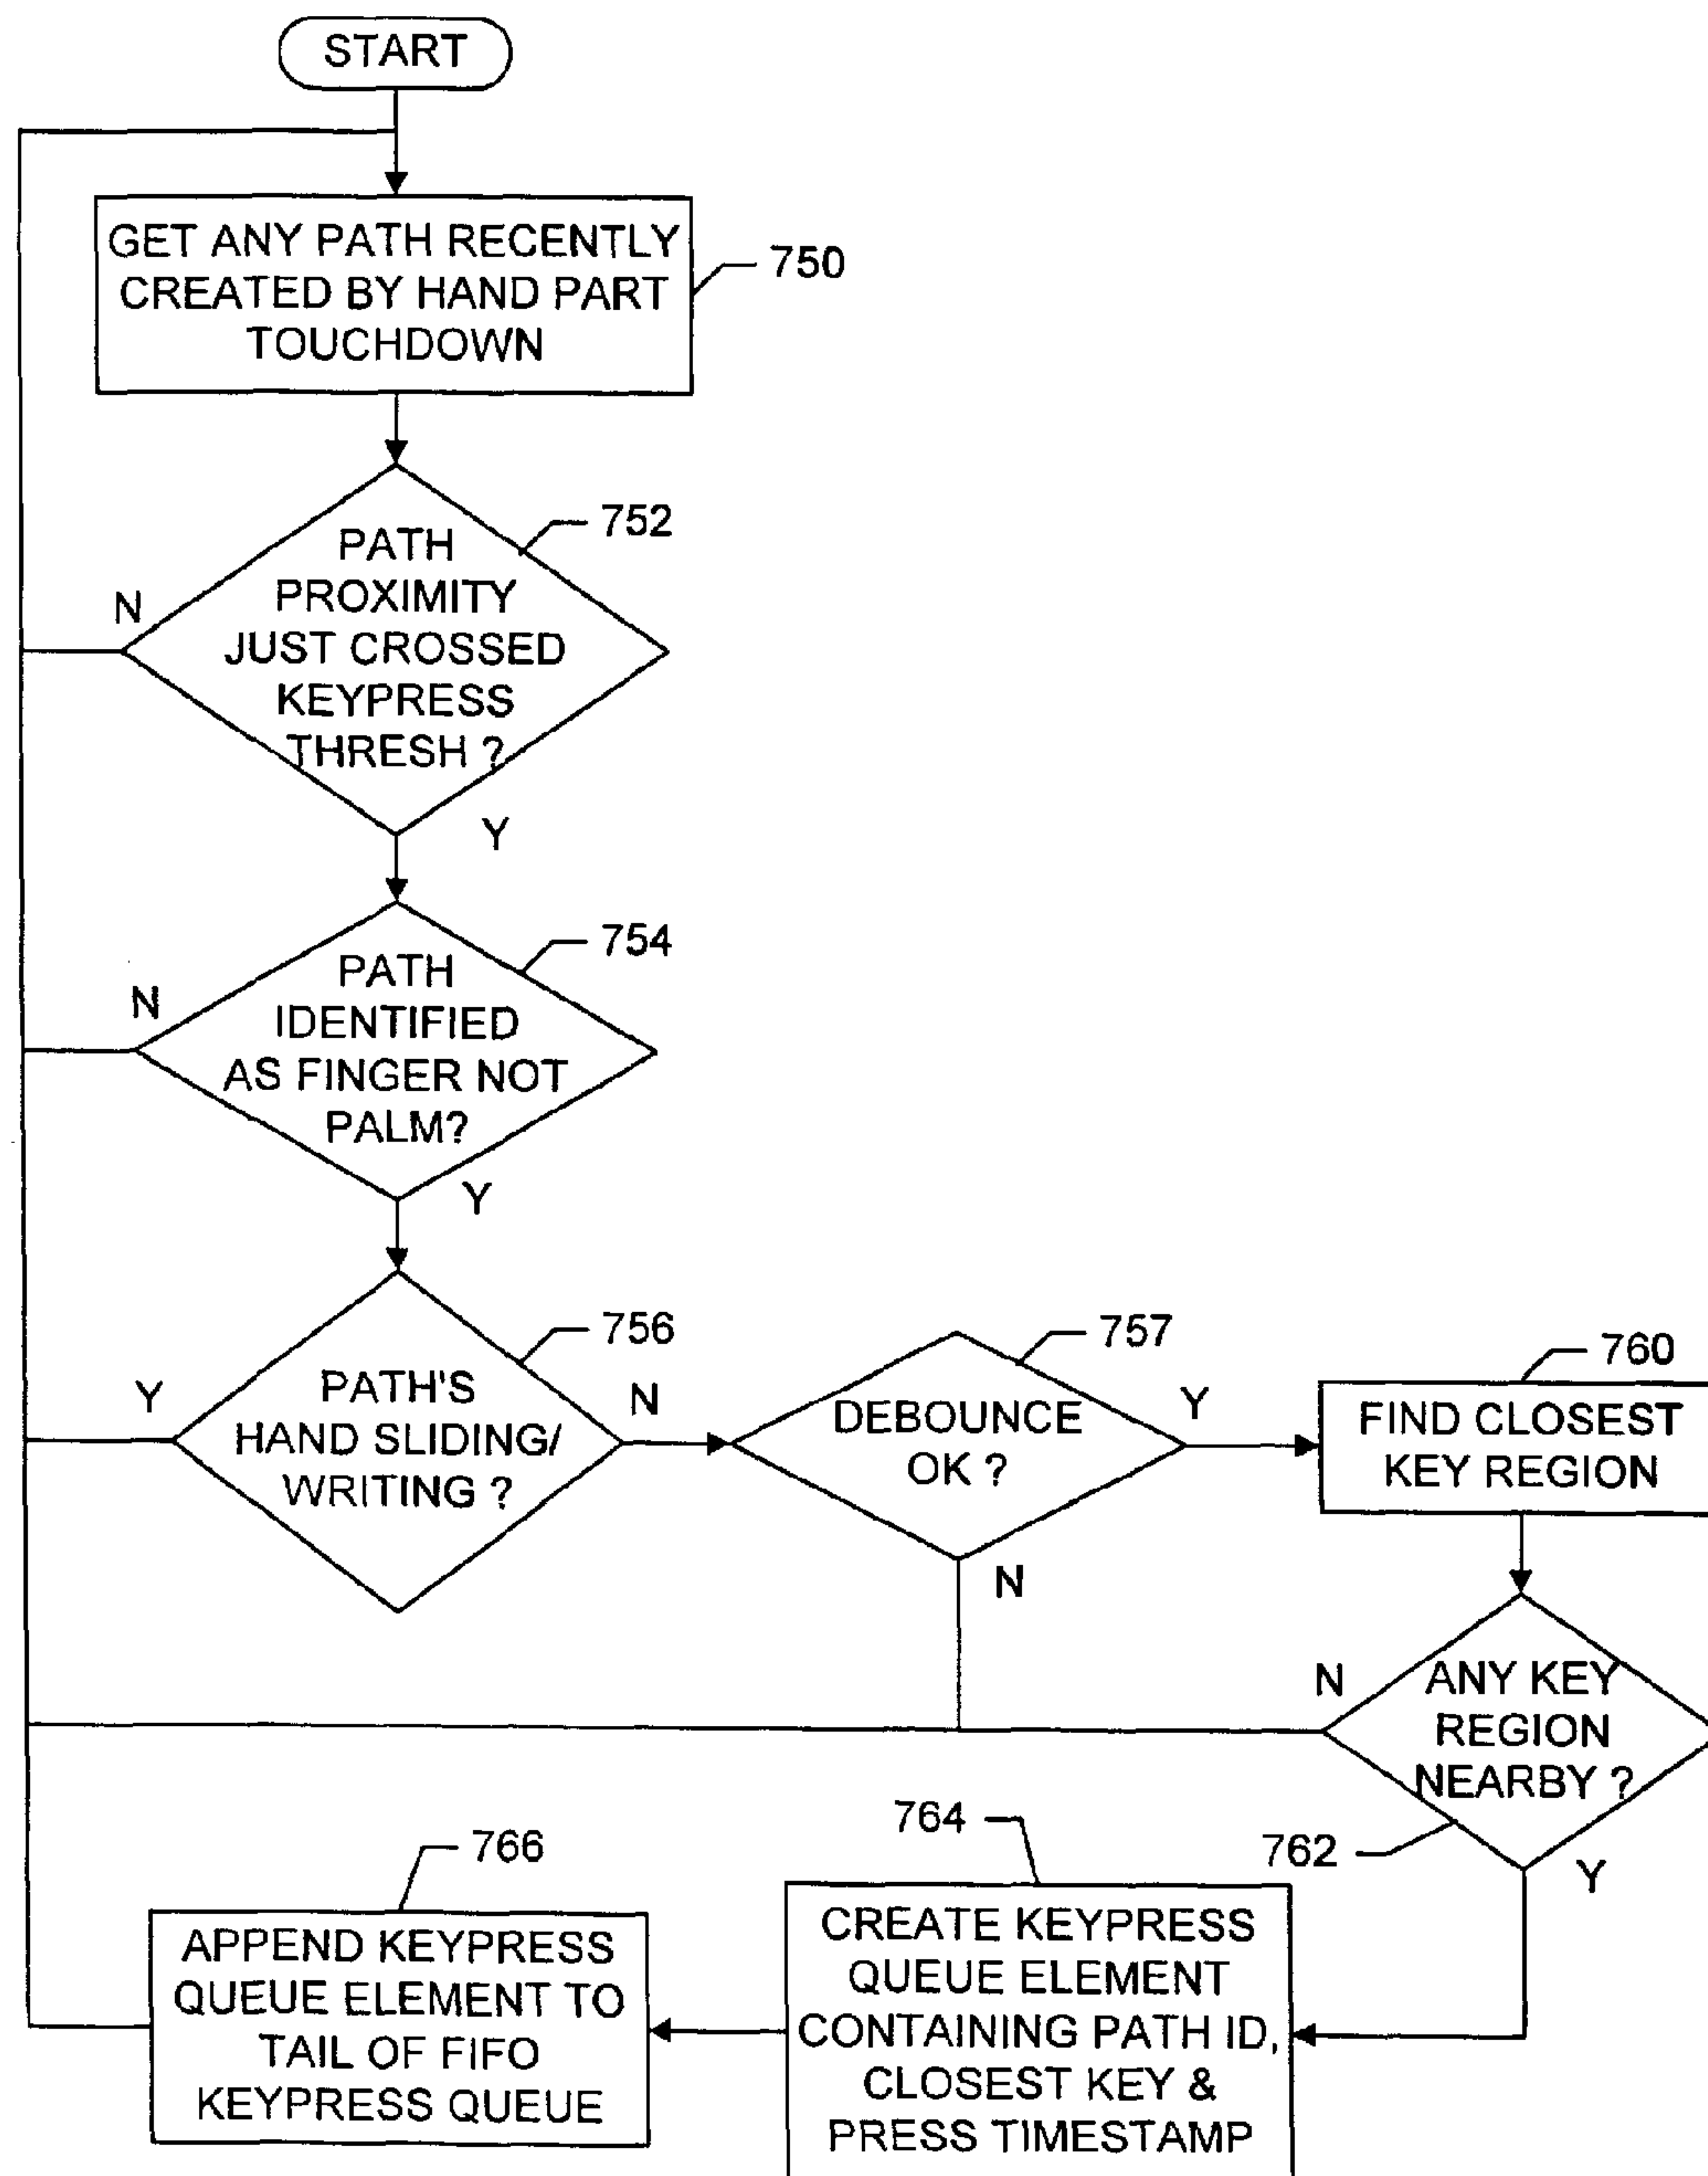 START
GET ANY PATH RECENTLY
CREATED BY HAND PART
TOUCHDOWN
750
752
PATH
PROXIMITY
JUST CROSSED
KEYPRESS
THRESH ?
N
Y
754
PATH
IDENTIFIED
AS FINGER NOT
PALM?
N
Y
756
PATH'S
HAND SLIDING/
WRITING ?
Y
N
757
DEBOUNCE
OK ?
Y
N
760
FIND CLOSEST
KEY REGION
ANY KEY
REGION
NEARBY ?
N
762
Y
764
CREATE KEYPRESS
QUEUE ELEMENT
CONTAINING PATH ID,
CLOSEST KEY &
PRESS TIMESTAMP
766
APPEND KEYPRESS
QUEUE ELEMENT TO
TAIL OF FIFO
KEYPRESS QUEUE